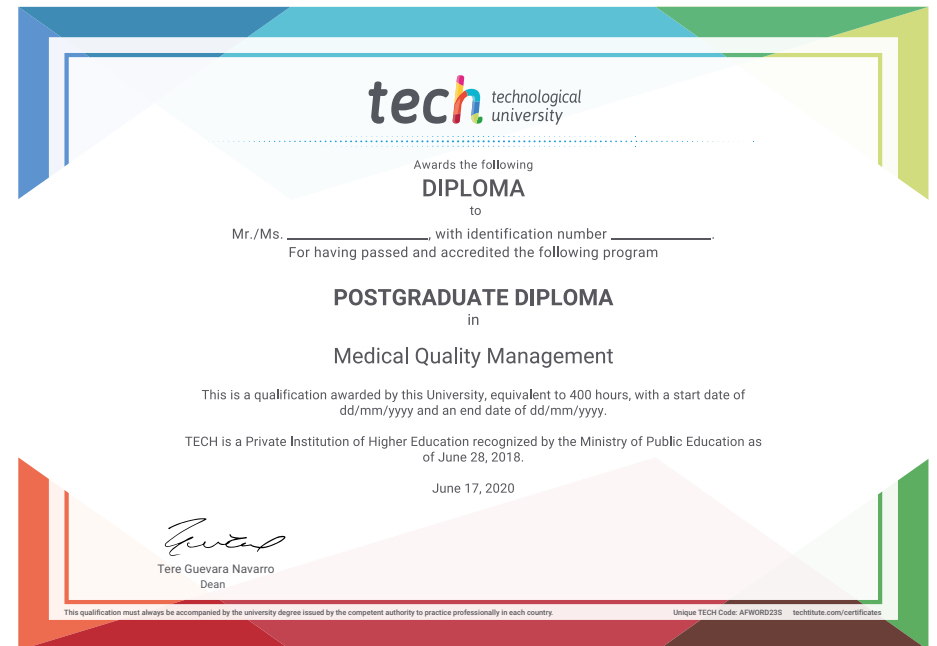 tech technological
university
Awards the following
DIPLOMA
to
Mr./Ms. ____________________, with identification number ______________.
For having passed and accredited the following program
POSTGRADUATE DIPLOMA
in
Medical Quality Management
This is a qualification awarded by this University, equivalent to 400 hours, with a start date of
dd/mm/yyyy and an end date of dd/mm/yyyy.
TECH is a Private Institution of Higher Education recognized by the Ministry of Public Education as
of June 28, 2018.
June 17, 2020
Tere Guevara Navarro
Dean
This qualification must always be accompanied by the university degree issued by the competent authority to practice professionally in each country.
Unique TECH Code: AFWORD23S techtitute.com/certificates